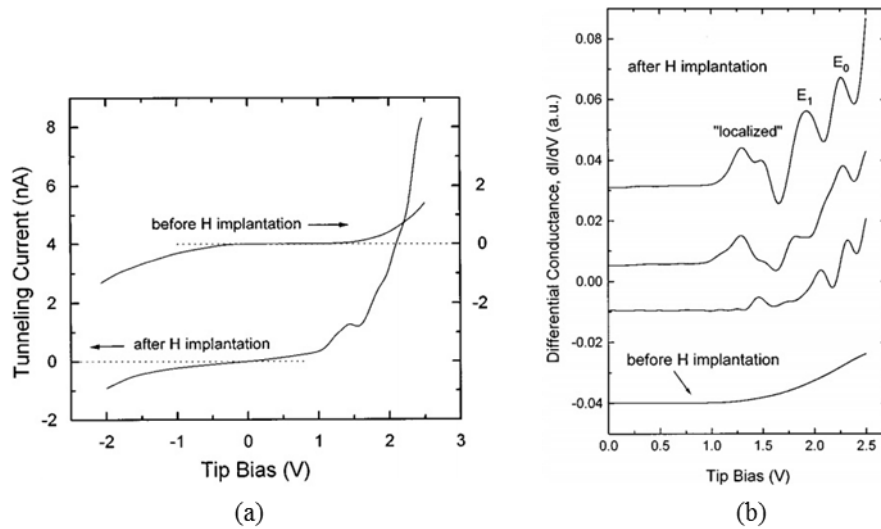 8
6
4
2
0
-2
2
0
-2
-2
-1
0
1
2
3
Tunneling Current (nA)
before H implantation
after H implantation
Tip Bias (V)
(a)
0.08
0.06
0.04
0.02
0.00
-0.02
-0.04
0.0
0.5
1.0
1.5
2.0
2.5
Differential Conductance, dI/dV (a.u.)
after H implantation
E₀
E₁
"localized"
before H implantation
Tip Bias (V)
(b)